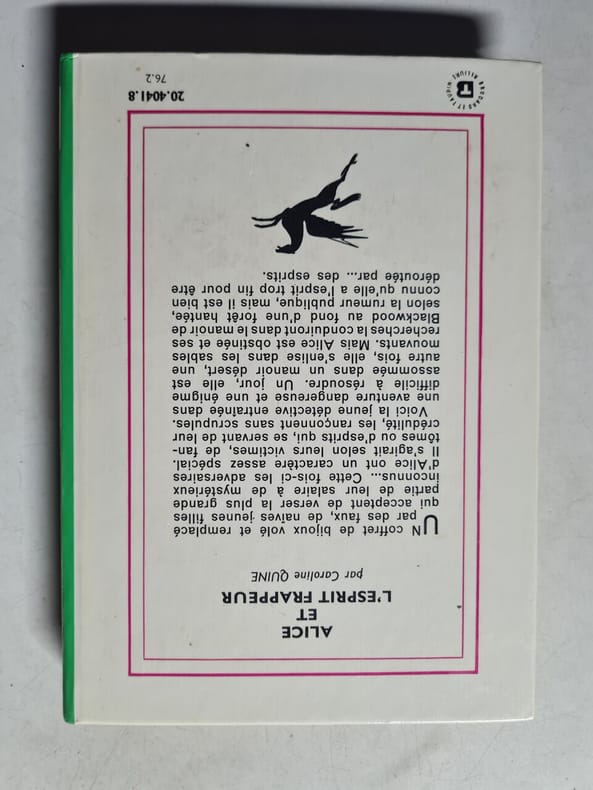 ALICE
ET
L'ESPRIT FRAPPEUR
par Caroline QUINE
UN coffret de bijoux volé et remplacé
par des faux, de naïves jeunes filles
qui acceptent de verser la plus grande
partie de leur salaire à de mystérieux
inconnus... Cette fois-ci les adversaires
d'Alice ont un caractère assez spécial.
Il s'agirait selon leurs victimes, de fan-
tômes ou d'esprits qui, se servant de leur
crédulité, les rançonnent sans scrupules.
Voici la jeune détective entraînée dans
une aventure dangereuse et une énigme
difficile à résoudre. Un jour, elle est
assommée dans un manoir désert, une
autre fois, elle s'enlise dans les sables
mouvants. Mais Alice est obstinée et ses
recherches la conduiront dans le manoir de
Blackwood au fond d'une forêt hantée,
selon la rumeur publique, mais il est bien
connu qu'elle a l'esprit trop fin pour être
déroutée par... des esprits.
20.4041.8
76.2